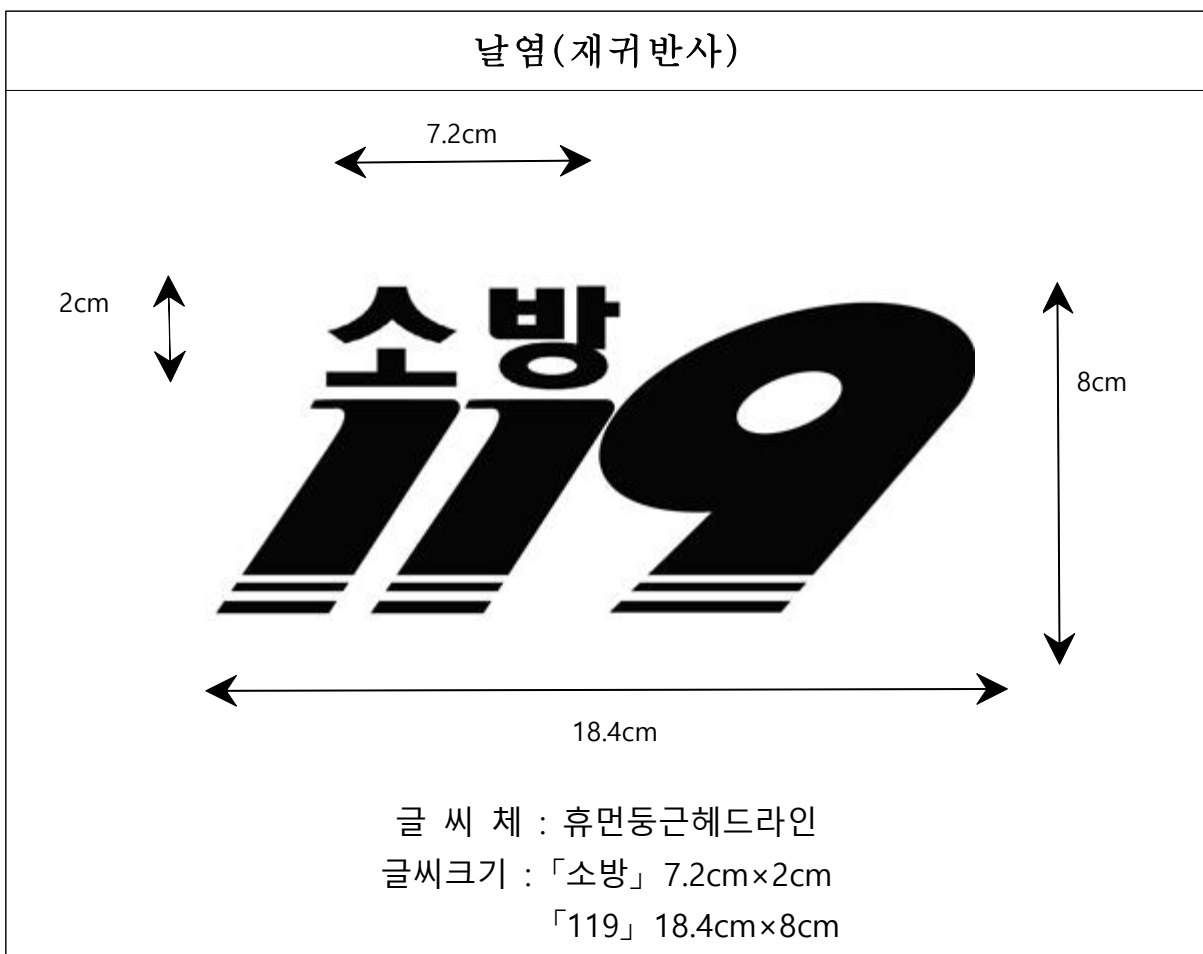 날염(재귀반사)
7.2cm
2cm
소방
119
8cm
18.4cm
글 씨 체 : 휴먼둥근헤드라인
글씨크기 :「소방」7.2cm×2cm
「119」18.4cm×8cm